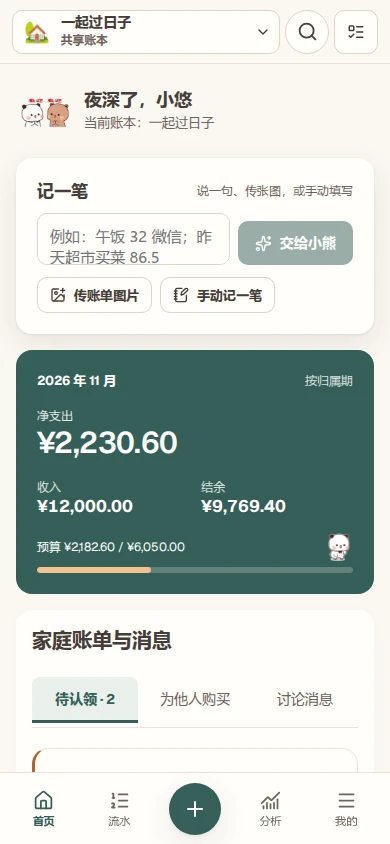 一起过日子
共享账本
夜深了，小悠
当前账本：一起过日子
记一笔
说一句、传张图，或手动填写
例如：午饭 32 微信；昨
天超市买菜 86.5
交给小熊
传账单图片
手动记一笔
2026 年 11 月
按归属期
净支出
¥2,230.60
收入
结余
¥12,000.00
¥9,769.40
预算 ¥2,182.60 / ¥6,050.00
家庭账单与消息
待认领 · 2
为他人购买
讨论消息
首页
流水
分析
我的